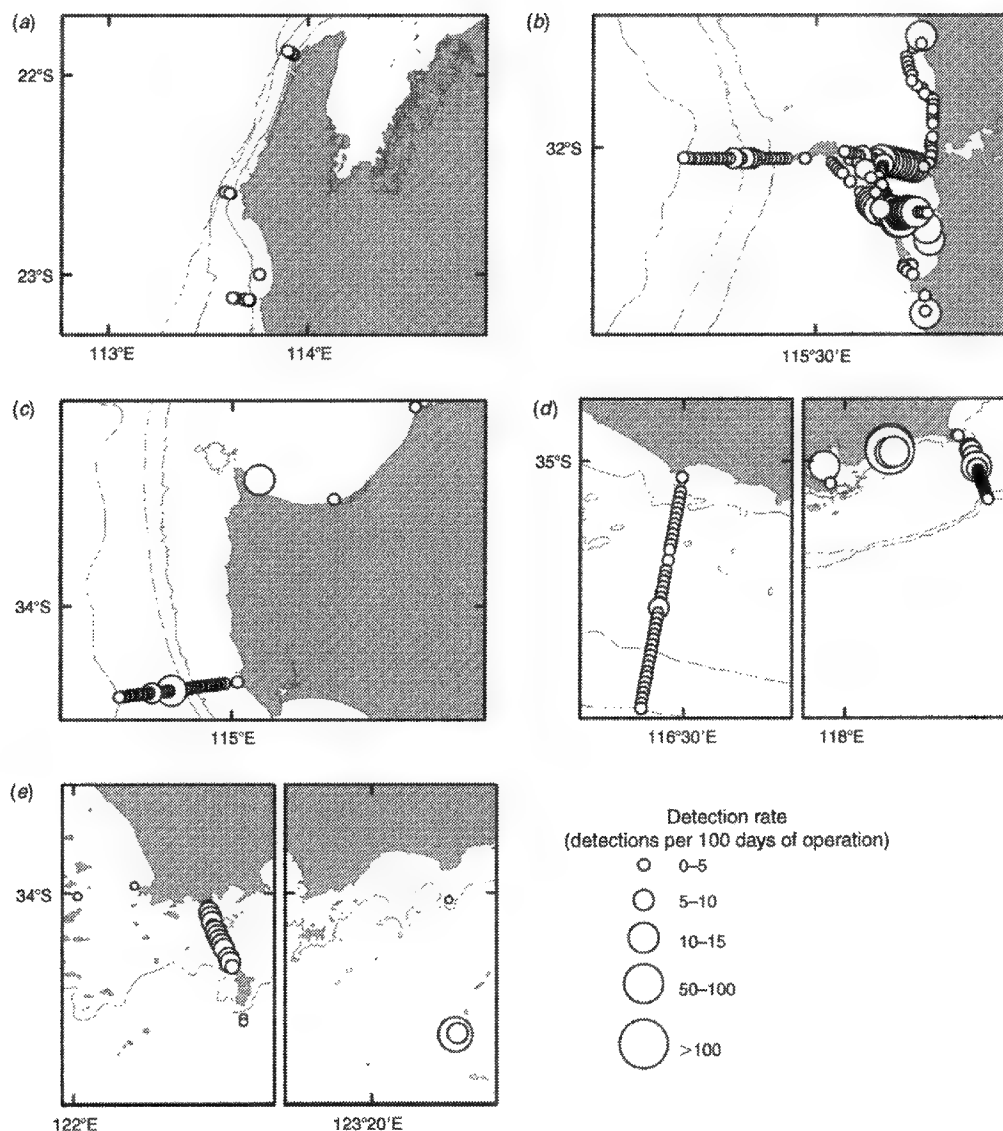 (a)
22°S
23°S
113°E
114°E
(b)
32°S
115°30'E
(c)
34°S
115°E
(d)
35°S
116°30'E
118°E
(e)
34°S
122°E
123°20'E
Detection rate
(detections per 100 days of operation)
0–5
5–10
10–15
50–100
>100